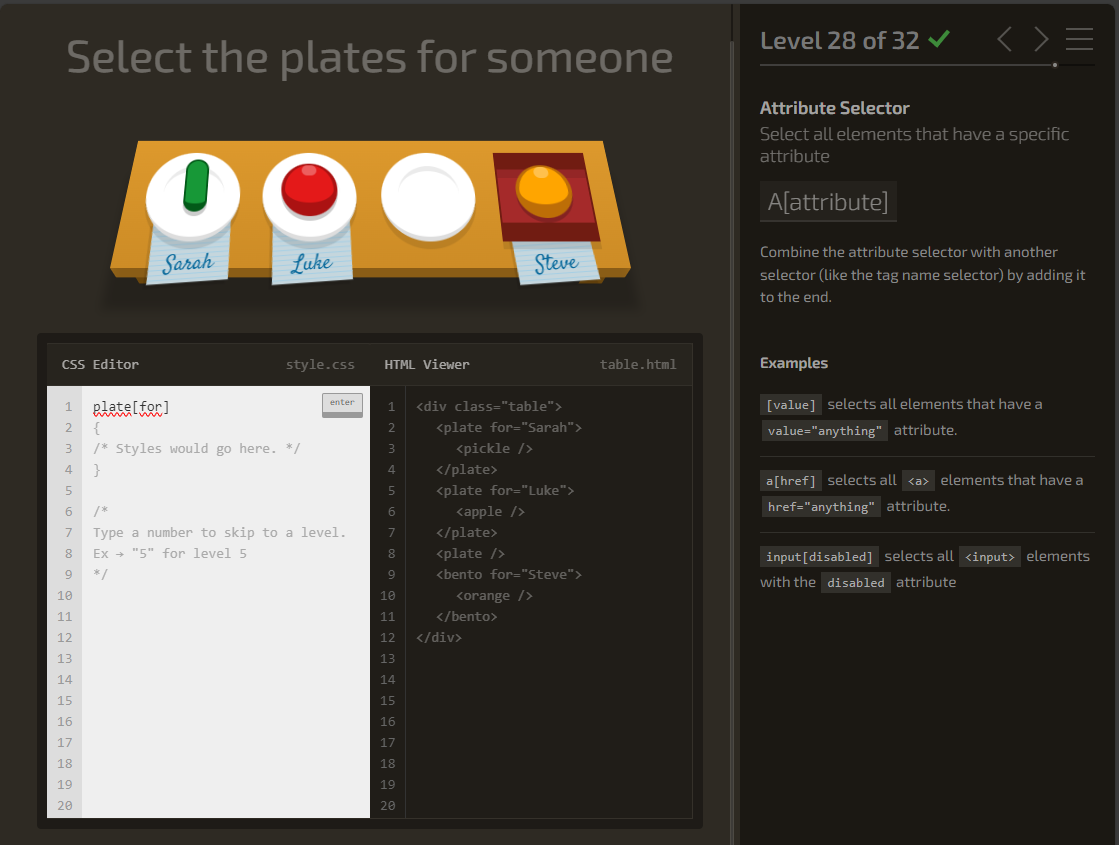 Select the plates for someone
Sarah
Luke
Steve
CSS Editor
style.css
1 plate[for]
enter
2 {
3 /* Styles would go here. */
4 }
5
6 /*
7 Type a number to skip to a level.
8 Ex → "5" for level 5
9 */
10
11
12
13
14
15
16
17
18
19
20
HTML Viewer
table.html
1 <div class="table">
2 <plate for="Sarah">
3 <pickle />
4 </plate>
5 <plate for="Luke">
6 <apple />
7 </plate>
8 <plate />
9 <bento for="Steve">
10 <orange />
11 </bento>
12 </div>
13
14
15
16
17
18
19
20
Level 28 of 32
Attribute Selector
Select all elements that have a specific
attribute
A[attribute]
Combine the attribute selector with another
selector (like the tag name selector) by adding it
to the end.
Examples
[value] selects all elements that have a
value="anything" attribute.
a[href] selects all <a> elements that have a
href="anything" attribute.
input[disabled] selects all <input> elements
with the disabled attribute